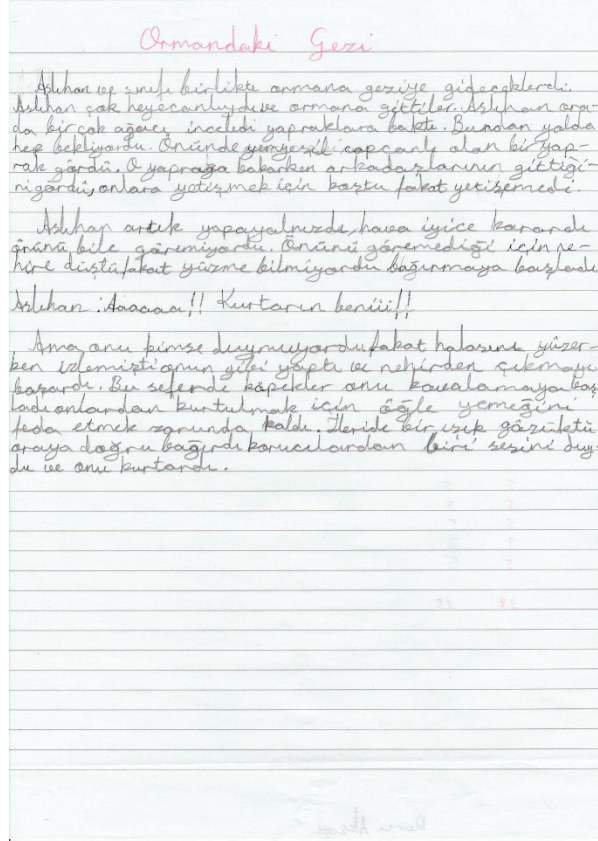 Ormandaki Gezi
Aslıhan ve sınıfı birlikte ormana geziye gideceklerdi.
Aslıhan çok heyecanlıydı ve ormana gittiler. Aslıhan ora-
da bir çok ağacı inceledi yapraklara baktı. Bundan yolda
hep bekliyordu. Önünde yemyeşil capcanlı olan bir yap-
rak gördü. O yaprağa bakarken arkadaşlarının gittiği-
ni gördü, onlara yetişmek için koştu fakat yetişemedi.
Aslıhan artık yapayalnızdı, hava iyice karardı
önünü bile göremiyordu. Önünü göremediği için ne-
hire düştü fakat yüzme bilmiyordu bağırmaya başladı
Aslıhan : Aaaaaa!! Kurtarın beniii!!
Ama onu kimse duymuyordu fakat halasını yüzer-
ken izlemişti onun gibi yaptı ve nehirden çıkmayı
başardı. Bu seferde köpekler onu kovalamaya baş
ladı onlardan kurtulmak için öğle yemeğini
feda etmek zorunda kaldı. İleride bir ışık gözüktü
oraya doğru bağırdı korucılardan biri sesini duy-
du ve onu kurtardı.